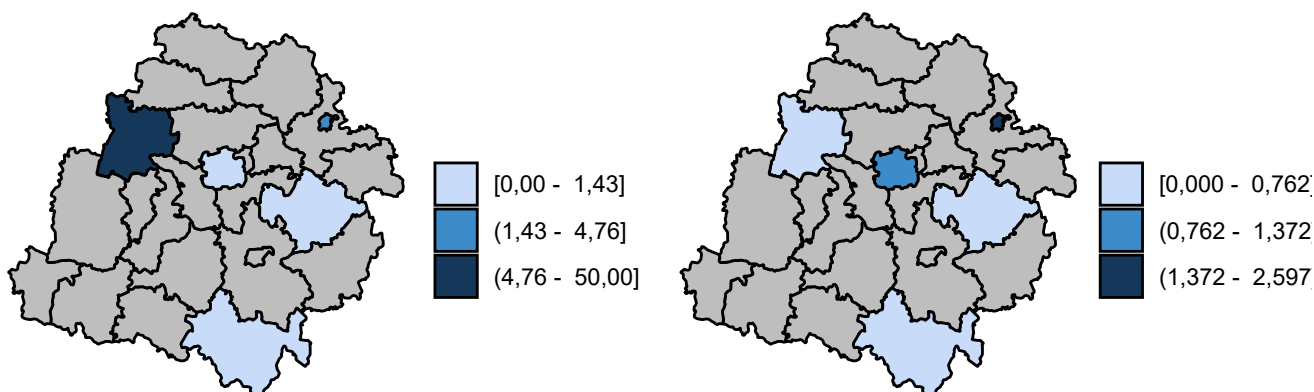 [0,00 - 1,43]
(1,43 - 4,76]
(4,76 - 50,00]
[0,000 - 0,762]
(0,762 - 1,372]
(1,372 - 2,597]